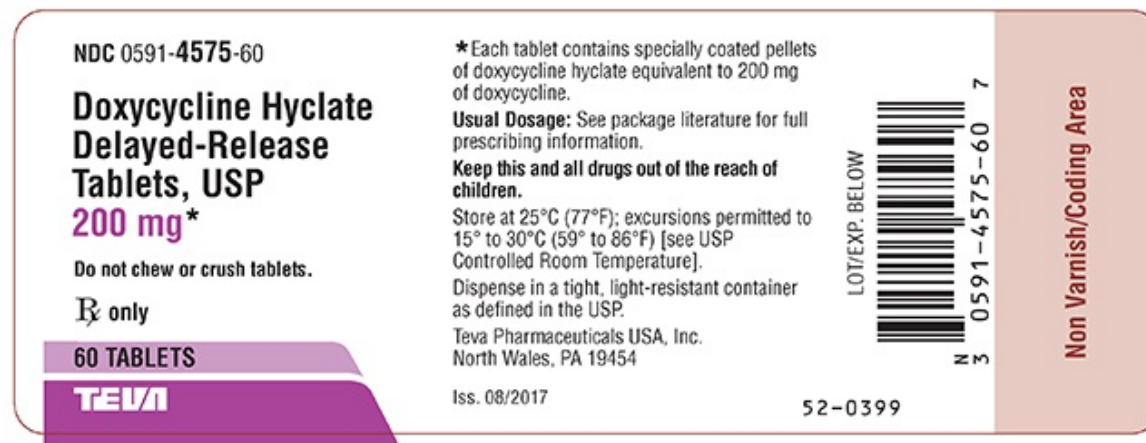 NDC 0591-4575-60
Doxycycline Hyclate
Delayed-Release
Tablets, USP
200 mg*
Do not chew or crush tablets.
Rx only
60 TABLETS
TEVA
*Each tablet contains specially coated pellets
of doxycycline hyclate equivalent to 200 mg
of doxycycline.
Usual Dosage: See package literature for full
prescribing information.
Keep this and all drugs out of the reach of
children.
Store at 25°C (77°F); excursions permitted to
15° to 30°C (59° to 86°F) [see USP
Controlled Room Temperature].
Dispense in a tight, light-resistant container
as defined in the USP.
Teva Pharmaceuticals USA, Inc.
North Wales, PA 19454
Iss. 08/2017
LOT/EXP. BELOW
N3 0591-4575-60 7
52-0399
Non Varnish/Coding Area